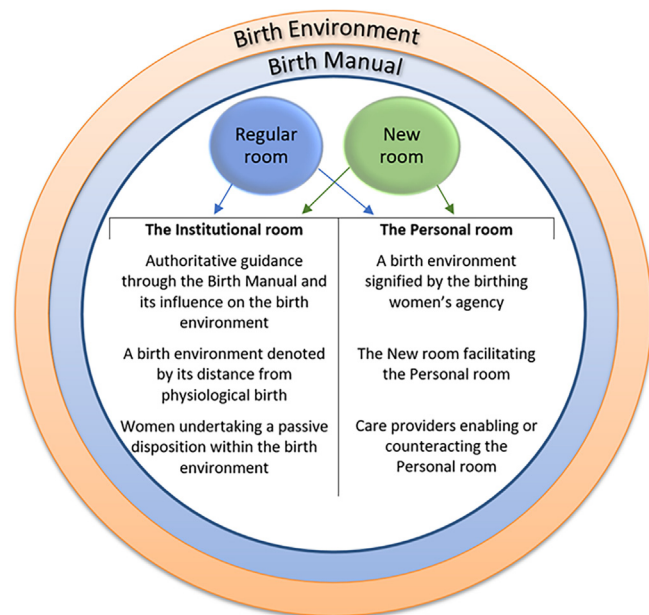 Birth Environment
Birth Manual
Regular
room
New
room
The Institutional room
Authoritative guidance
through the Birth Manual and
its influence on the birth
environment
A birth environment denoted
by its distance from
physiological birth
Women undertaking a passive
disposition within the birth
environment
The Personal room
A birth environment
signified by the birthing
women's agency
The New room facilitating
the Personal room
Care providers enabling or
counteracting the
Personal room